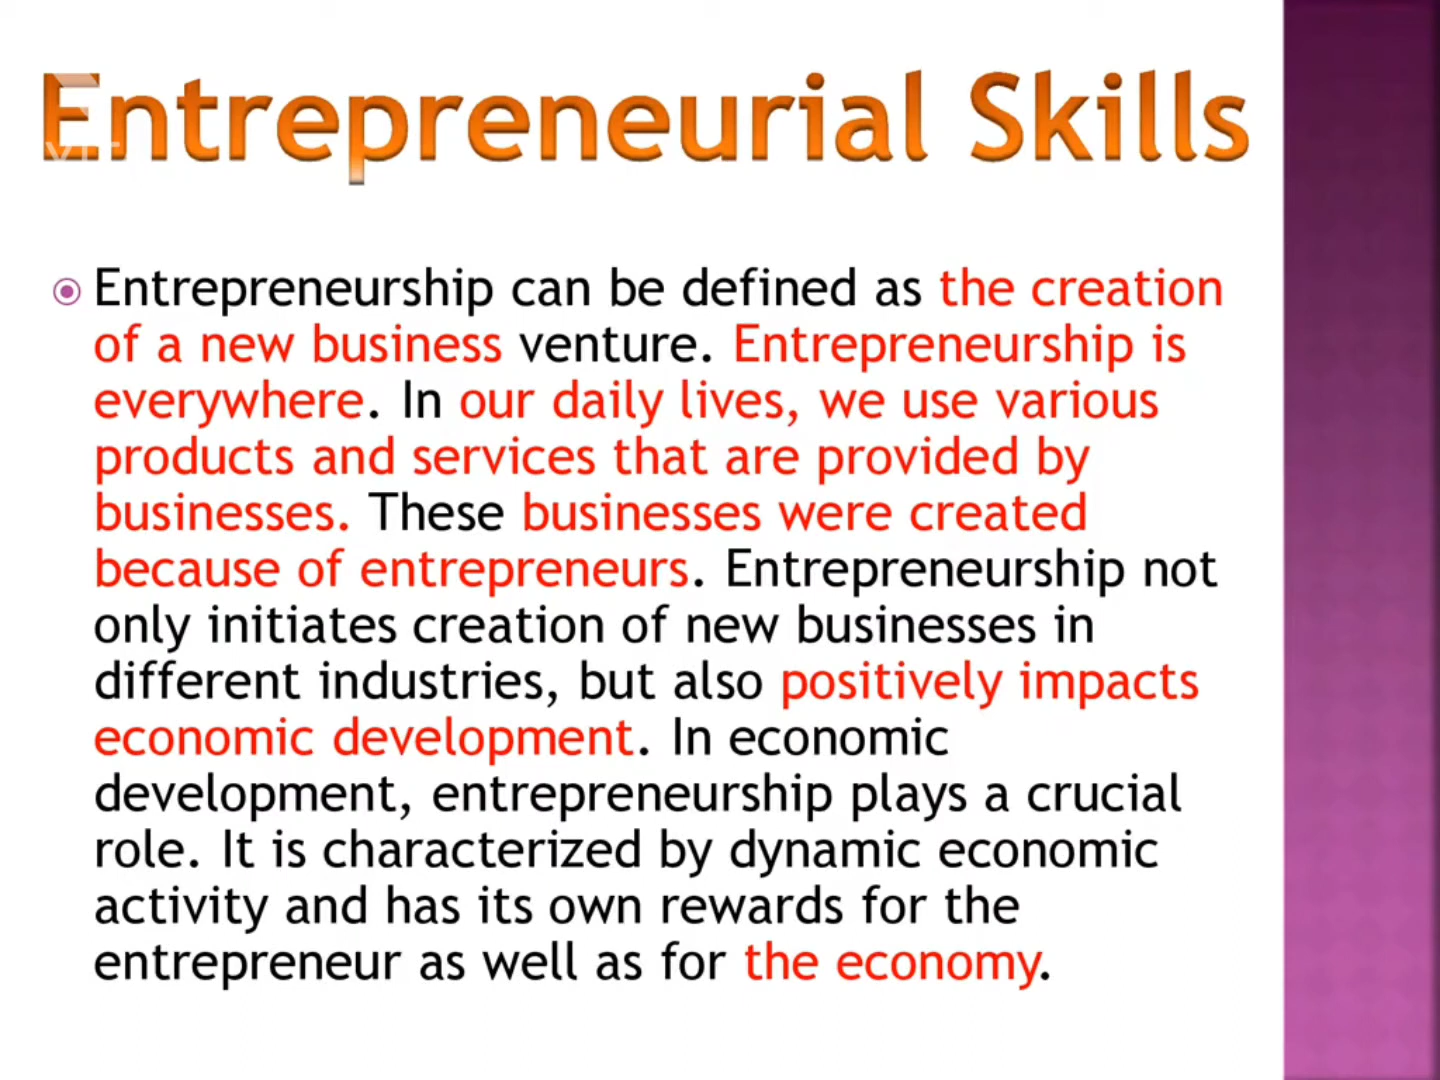 Entrepreneurial Skills
Entrepreneurship can be defined as the creation
of a new business venture. Entrepreneurship is
everywhere. In our daily lives, we use various
products and services that are provided by
businesses. These businesses were created
because of entrepreneurs. Entrepreneurship not
only initiates creation of new businesses in
different industries, but also positively impacts
economic development. In economic
development, entrepreneurship plays a crucial
role. It is characterized by dynamic economic
activity and has its own rewards for the
entrepreneur as well as for the economy.